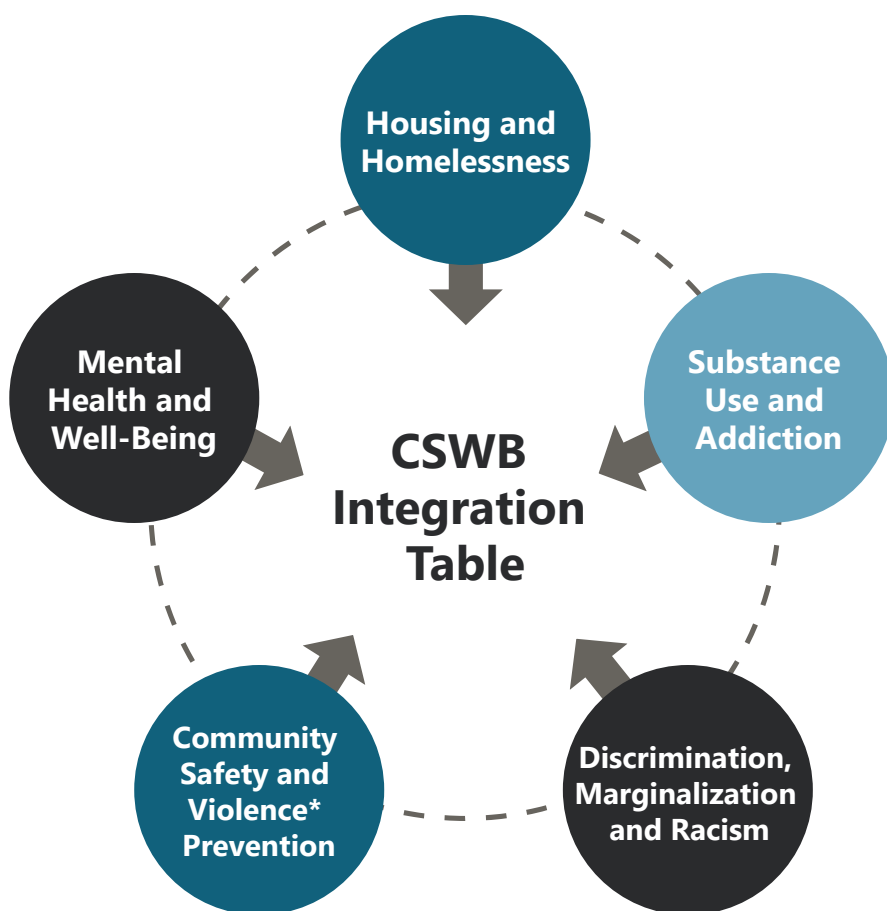 Housing and
Homelessness
Substance
Use and
Addiction
Discrimination,
Marginalization
and Racism
Community
Safety and
Violence*
Prevention
Mental
Health and
Well-Being
CSWB
Integration
Table